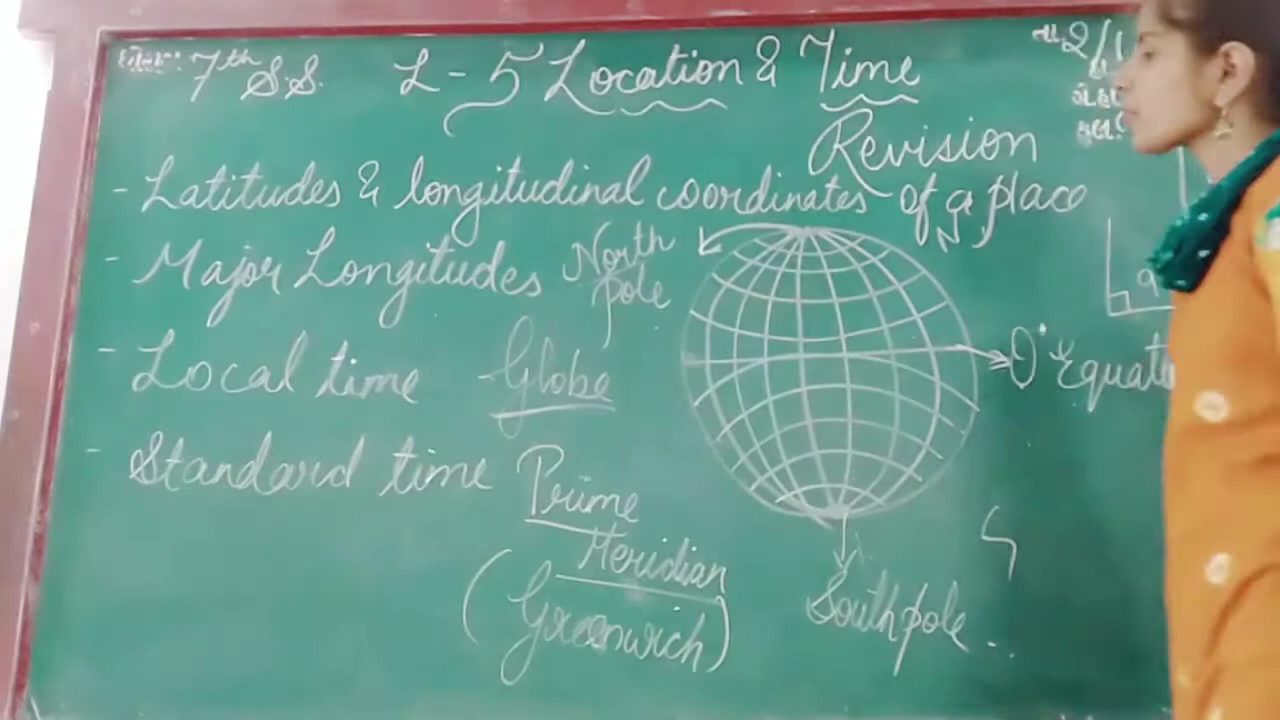 7th S.S. L-5 Location & Time
Revision
- Latitudes & longitudinal coordinates of a place
- Major Longitudes
North
pole
N
0° Equato
- Local time
- Globe
- Standard time
Prime
Meridian
(Greenwich)
South pole
S